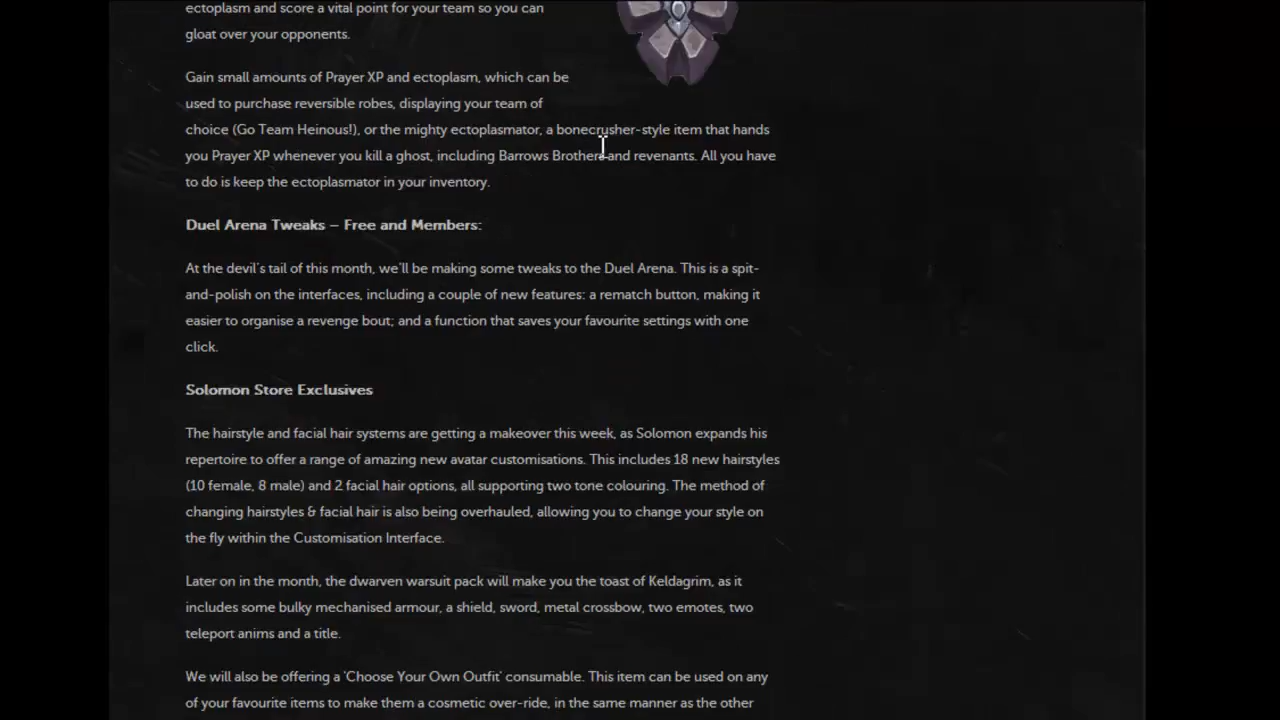 ectoplasm and score a vital point for your team so you can
gloat over your opponents.
Gain small amounts of Prayer XP and ectoplasm, which can be
used to purchase reversible robes, displaying your team of
choice (Go Team Heinous!), or the mighty ectoplasmator, a bonecrusher-style item that hands
you Prayer XP whenever you kill a ghost, including Barrows Brothers and revenants. All you have
to do is keep the ectoplasmator in your inventory.
Duel Arena Tweaks – Free and Members:
At the devil's tail of this month, we'll be making some tweaks to the Duel Arena. This is a spit-
and-polish on the interfaces, including a couple of new features: a rematch button, making it
easier to organise a revenge bout; and a function that saves your favourite settings with one
click.
Solomon Store Exclusives
The hairstyle and facial hair systems are getting a makeover this week, as Solomon expands his
repertoire to offer a range of amazing new avatar customisations. This includes 18 new hairstyles
(10 female, 8 male) and 2 facial hair options, all supporting two tone colouring. The method of
changing hairstyles & facial hair is also being overhauled, allowing you to change your style on
the fly within the Customisation Interface.
Later on in the month, the dwarven warsuit pack will make you the toast of Keldagrim, as it
includes some bulky mechanised armour, a shield, sword, metal crossbow, two emotes, two
teleport anims and a title.
We will also be offering a 'Choose Your Own Outfit' consumable. This item can be used on any
of your favourite items to make them a cosmetic over-ride, in the same manner as the other